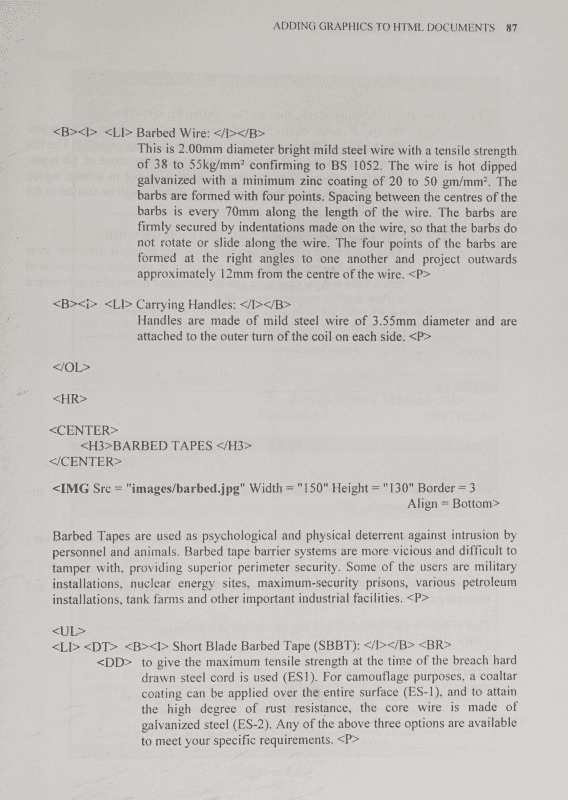 ADDING GRAPHICS TO HTML DOCUMENTS 87
<B><I> <LI> Barbed Wire: </I></B>
This is 2.00mm diameter bright mild steel wire with a tensile strength
of 38 to 55kg/mm² confirming to BS 1052. The wire is hot dipped
galvanized with a minimum zinc coating of 20 to 50 gm/mm². The
barbs are formed with four points. Spacing between the centres of the
barbs is every 70mm along the length of the wire. The barbs are
firmly secured by indentations made on the wire, so that the barbs do
not rotate or slide along the wire. The four points of the barbs are
formed at the right angles to one another and project outwards
approximately 12mm from the centre of the wire. <P>
<B><I> <LI> Carrying Handles: </I></B>
Handles are made of mild steel wire of 3.55mm diameter and are
attached to the outer turn of the coil on each side. <P>
</OL>
<HR>
<CENTER>
<H3>BARBED TAPES </H3>
</CENTER>
<IMG Src = "images/barbed.jpg" Width = "150" Height = "130" Border = 3
Align = Bottom>
Barbed Tapes are used as psychological and physical deterrent against intrusion by
personnel and animals. Barbed tape barrier systems are more vicious and difficult to
tamper with, providing superior perimeter security. Some of the users are military
installations, nuclear energy sites, maximum-security prisons, various petroleum
installations, tank farms and other important industrial facilities. <P>
<UL>
<LI> <DT> <B><I> Short Blade Barbed Tape (SBBT): </I></B> <BR>
<DD> to give the maximum tensile strength at the time of the breach hard
drawn steel cord is used (ES1). For camouflage purposes, a coaltar
coating can be applied over the entire surface (ES-1), and to attain
the high degree of rust resistance, the core wire is made of
galvanized steel (ES-2). Any of the above three options are available
to meet your specific requirements. <P>